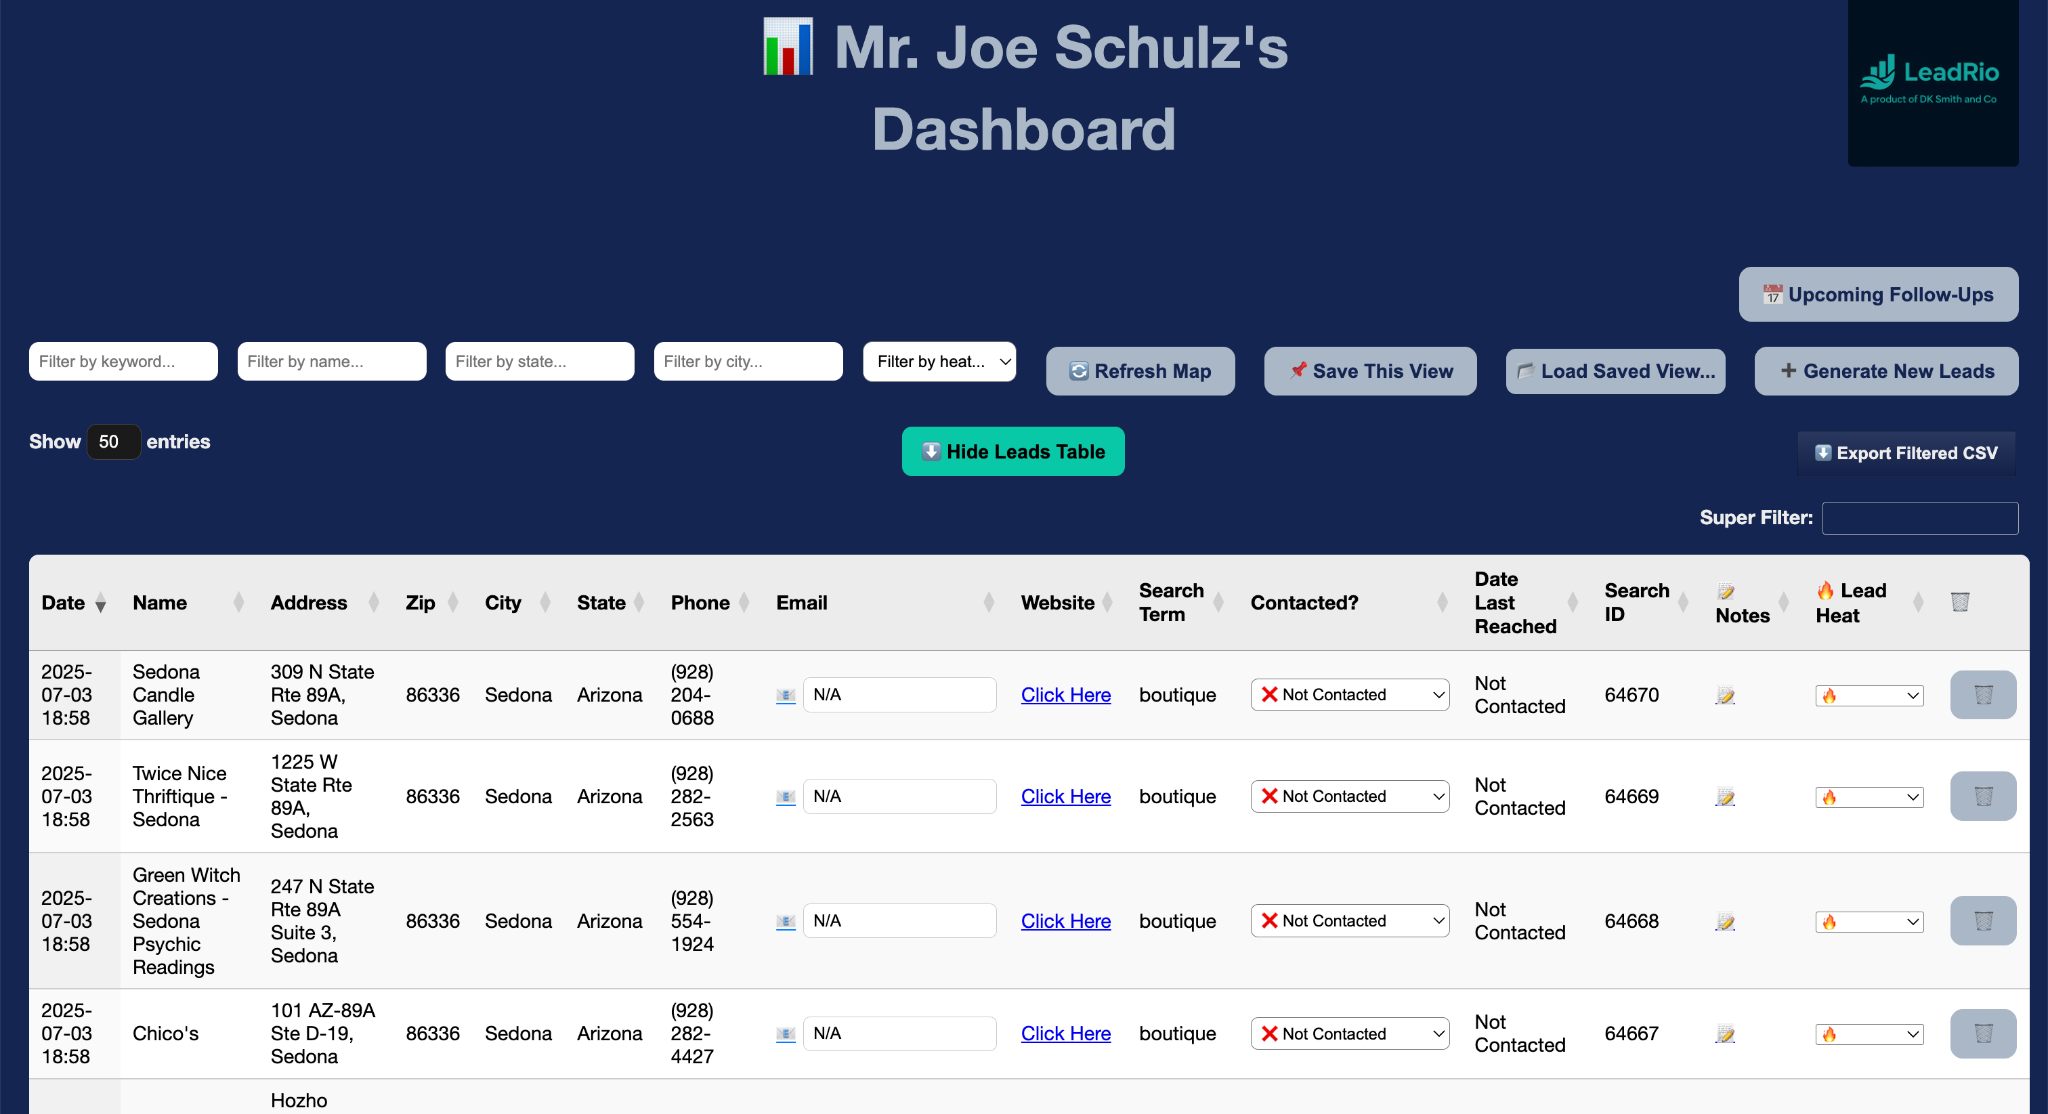 Mr. Joe Schulz's
Dashboard
LeadRio
A product of DK Smith and Co
Upcoming Follow-Ups
Filter by keyword...
Filter by name...
Filter by state...
Filter by city...
Filter by heat...
Refresh Map
Save This View
Load Saved View...
Generate New Leads
Show 50 entries
Hide Leads Table
Export Filtered CSV
Super Filter:
Date
Name
Address
Zip
City
State
Phone
Email
Website
Search
Term
Contacted?
Date
Last
Reached
Search
ID
Notes
Lead
Heat
2025-
07-03
18:58
Sedona
Candle
Gallery
309 N State
Rte 89A,
Sedona
86336
Sedona
Arizona
(928)
204-
0688
N/A
Click Here
boutique
Not Contacted
Not
Contacted
64670
2025-
07-03
18:58
Twice Nice
Thriftique -
Sedona
1225 W
State Rte
89A,
Sedona
86336
Sedona
Arizona
(928)
282-
2563
N/A
Click Here
boutique
Not Contacted
Not
Contacted
64669
2025-
07-03
18:58
Green Witch
Creations -
Sedona
Psychic
Readings
247 N State
Rte 89A
Suite 3,
Sedona
86336
Sedona
Arizona
(928)
554-
1924
N/A
Click Here
boutique
Not Contacted
Not
Contacted
64668
2025-
07-03
18:58
Chico's
101 AZ-89A
Ste D-19,
Sedona
86336
Sedona
Arizona
(928)
282-
4427
N/A
Click Here
boutique
Not Contacted
Not
Contacted
64667
Hozho